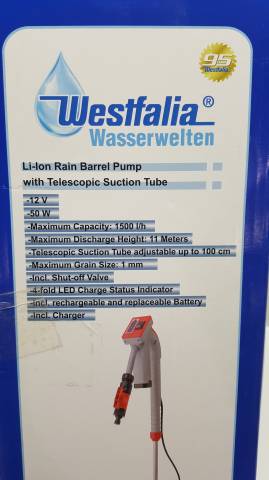 95
Westfalia
Westfalia®
Wasserwelten
Li-Ion Rain Barrel Pump
with Telescopic Suction Tube
-12 V
-50 W
-Maximum Capacity: 1500 l/h
-Maximum Discharge Height: 11 Meters
-Telescopic Suction Tube adjustable up to 100 cm
-Maximum Grain Size: 1 mm
-Incl. Shut-off Valve
-4-fold LED Charge Status Indicator
-incl. rechargeable and replaceable Battery
-Incl. Charger